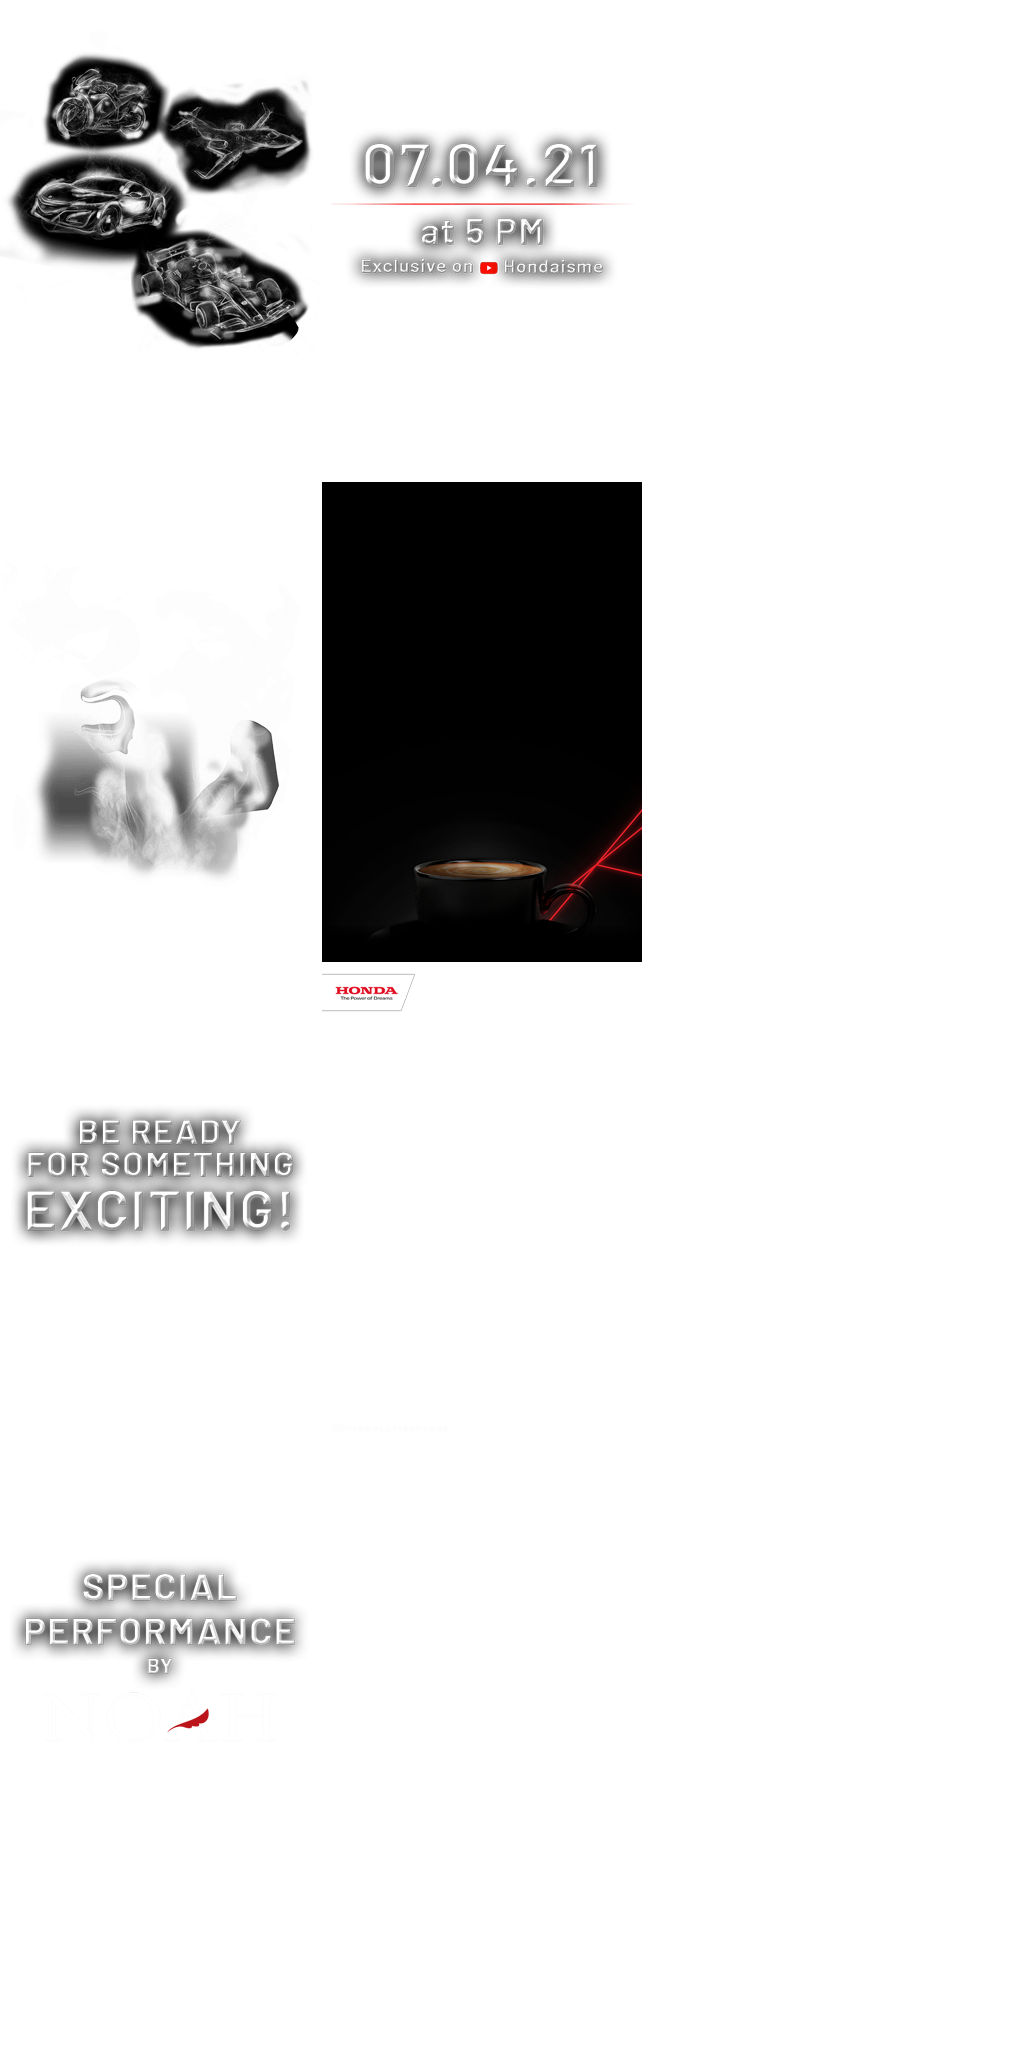 07.04.21
at 5 PM
Exclusive on Hondaisme
HONDA
The Power of Dreams
BE READY
FOR SOMETHING
EXCITING!
SPECIAL
PERFORMANCE
BY